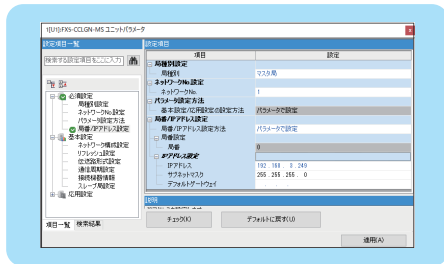 1[U1]:FX5-CCLGN-MS ユニットパラメータ
設定項目一覧
検索する設定項目をここに入力
必須設定
局種別設定
ネットワークNo.設定
パラメータ設定方法
局番/IPアドレス設定
基本設定
ネットワーク構成設定
リフレッシュ設定
伝送路形式設定
通信周期設定
接続機器情報
スレーブ局設定
応用設定
項目一覧 検索結果
設定項目
項目 設定
局種別設定
局種別 マスタ局
ネットワークNo.設定
ネットワークNo. 1
パラメータ設定方法
基本設定/応用設定の設定方法 パラメータで設定
局番/IPアドレス設定
局番/IPアドレス設定方法 パラメータで設定
局番設定
局番 0
IPアドレス設定
IPアドレス 192 . 168 . 3 . 249
サブネットマスク 255 . 255 . 255 . 0
デフォルトゲートウェイ . . .
説明
チェック(K) デフォルトに戻す(U)
適用(A)